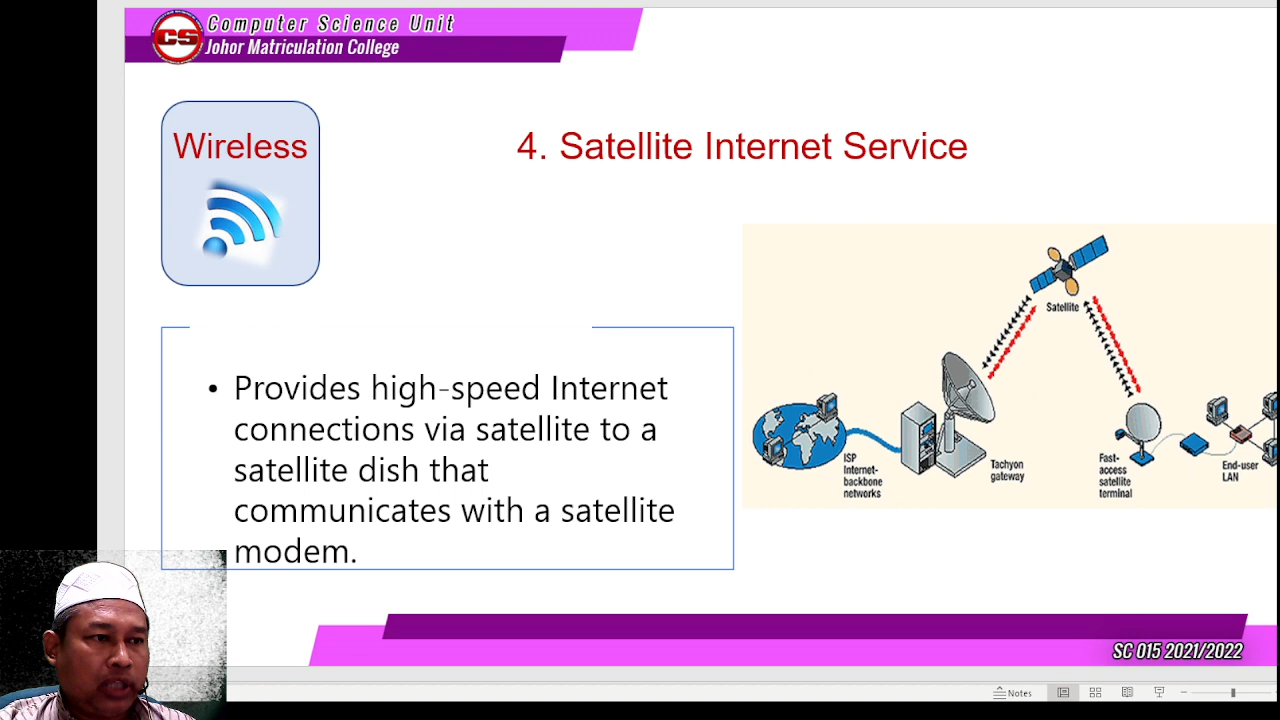 Computer Science Unit
CS
Johor Matriculation College
Wireless
4. Satellite Internet Service
• Provides high-speed Internet
connections via satellite to a
satellite dish that
communicates with a satellite
modem.
Satellite
ISP
Internet-
backbone
networks
Tachyon
gateway
Fast-
access
satellite
terminal
End-user
LAN
SC 015 2021/2022
Notes